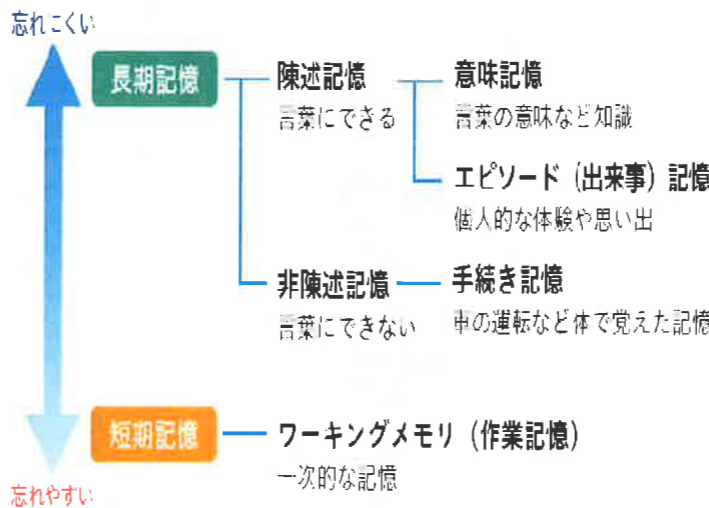 忘れにくい
長期記憶
陳述記憶
言葉にできる
意味記憶
言葉の意味など知識
エピソード（出来事）記憶
個人的な体験や思い出
非陳述記憶
言葉にできない
手続き記憶
車の運転など体で覚えた記憶
短期記憶
ワーキングメモリ（作業記憶）
一次的な記憶
忘れやすい